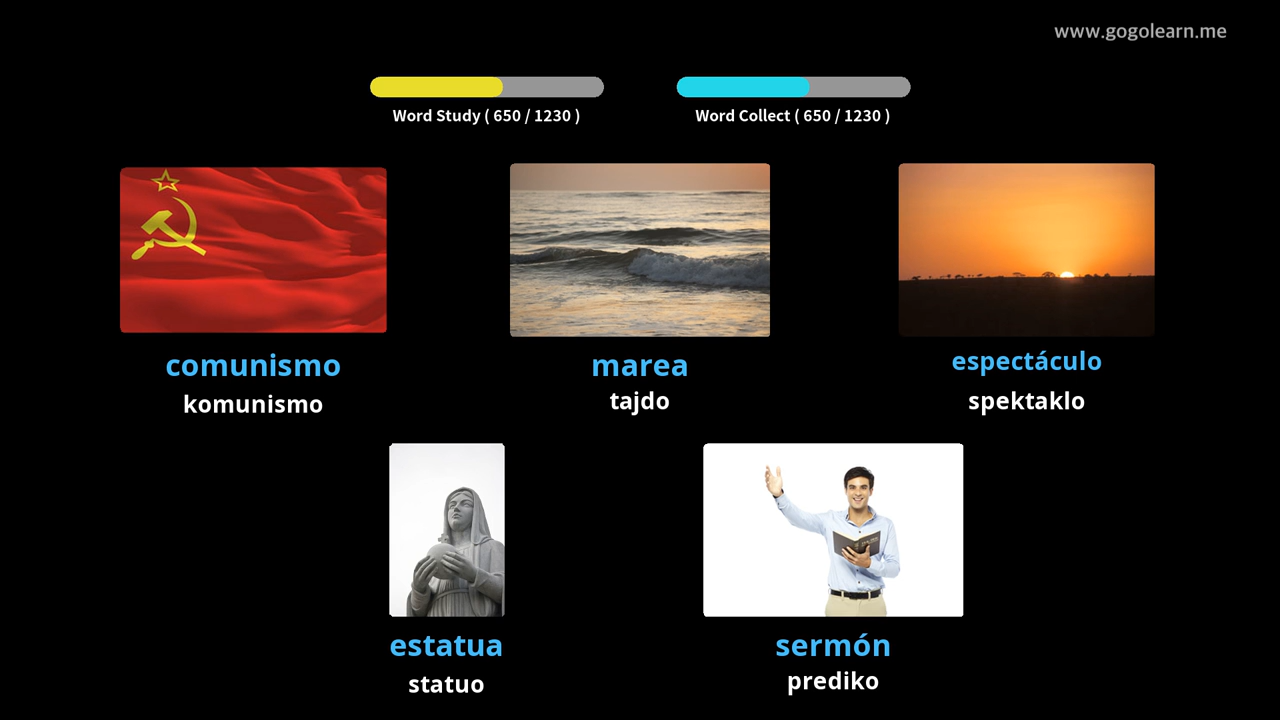 www.gogolearn.me
Word Study ( 650 / 1230 )
Word Collect ( 650 / 1230 )
comunismo
komunismo
marea
tajdo
espectáculo
spektaklo
estatua
statuo
sermón
prediko